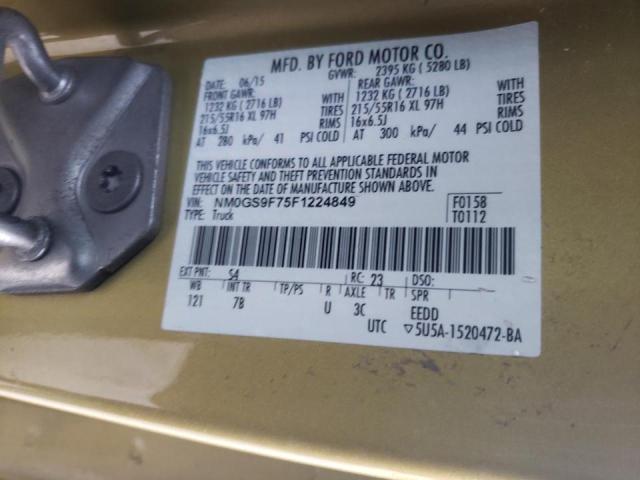 MFD. BY FORD MOTOR CO.
06/15 GVWR: 2395 KG ( 5280 LB)
FRONT GAWR: REAR GAWR:
1232 KG ( 2716 LB) WITH 1232 KG ( 2716 LB) WITH
215/55R16 XL 97H TIRES 215/55R16 XL 97H TIRES
16x6.5J RIMS 16x6.5J RIMS
AT 280 kPa/ 41 PSI COLD AT 300 kPa/ 44 PSI COLD
THIS VEHICLE CONFORMS TO ALL APPLICABLE FEDERAL MOTOR
VEHICLE SAFETY AND THEFT PREVENTION STANDARDS IN
EFFECT ON THE DATE OF MANUFACTURE SHOWN ABOVE.
VIN: NM0GS9F75F1224849 F0158
TYPE: Truck T0112
EXT PNT: S4 RC: 23 DSO:
WB INT TR TP/PS R AXLE TR SPR
121 7B U 3C EEDD
UTC ▽5U5A-1520472-BA